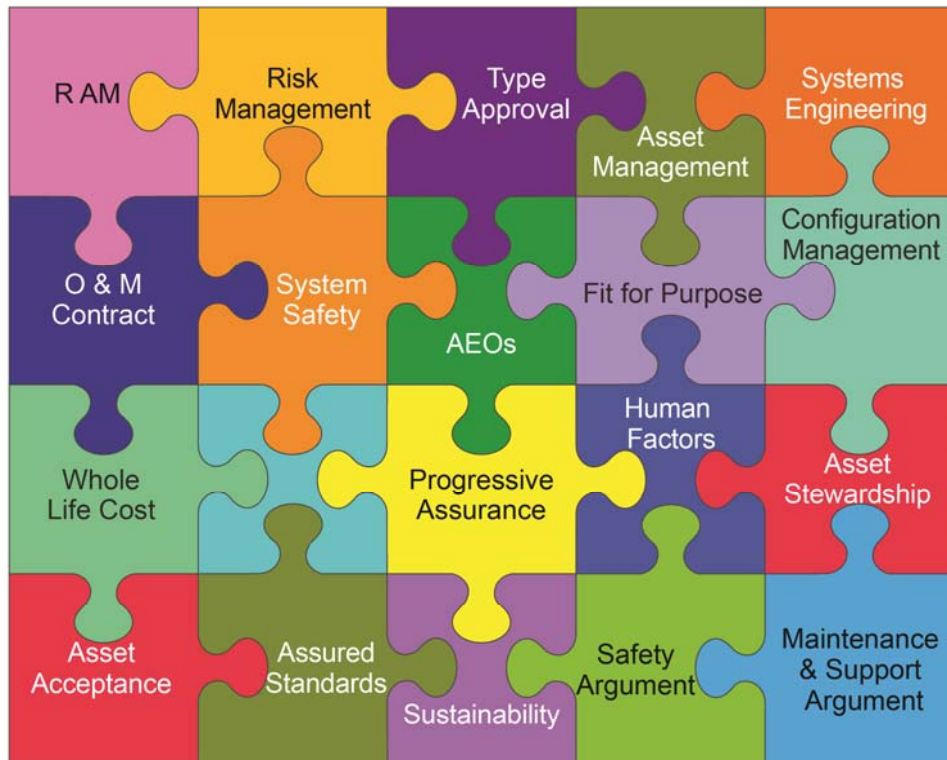 R AM
Risk
Management
Type
Approval
Asset
Management
Systems
Engineering
O & M
Contract
System
Safety
AEOs
Fit for Purpose
Configuration
Management
Whole
Life Cost
Progressive
Assurance
Human
Factors
Asset
Stewardship
Asset
Acceptance
Assured
Standards
Sustainability
Safety
Argument
Maintenance
& Support
Argument